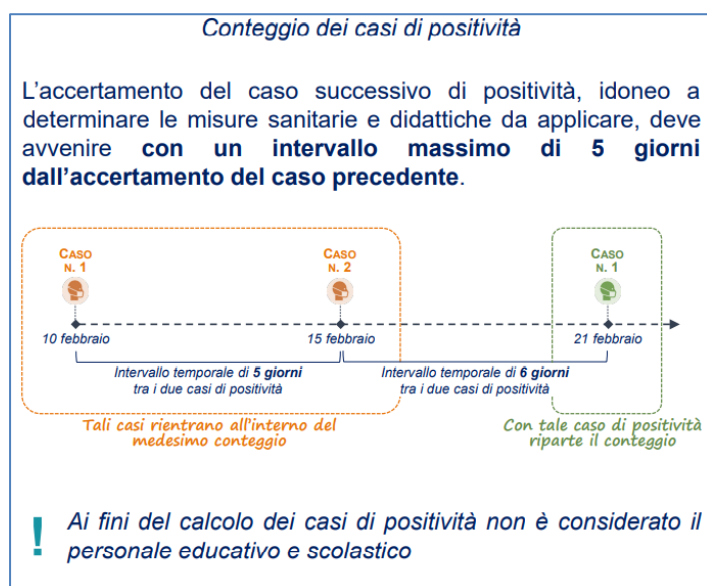 Conteggio dei casi di positività
L'accertamento del caso successivo di positività, idoneo a
determinare le misure sanitarie e didattiche da applicare, deve
avvenire con un intervallo massimo di 5 giorni
dall'accertamento del caso precedente.
CASO
N. 1
CASO
N. 2
CASO
N. 1
10 febbraio
15 febbraio
21 febbraio
Intervallo temporale di 5 giorni
tra i due casi di positività
Intervallo temporale di 6 giorni
tra i due casi di positività
Tali casi rientrano all'interno del
medesimo conteggio
Con tale caso di positività
riparte il conteggio
! Ai fini del calcolo dei casi di positività non è considerato il
personale educativo e scolastico